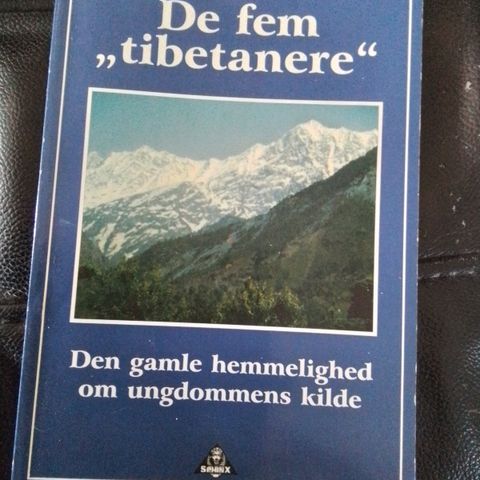 De fem
„tibetanere“
Den gamle hemmelighed
om ungdommens kilde
SPHINX